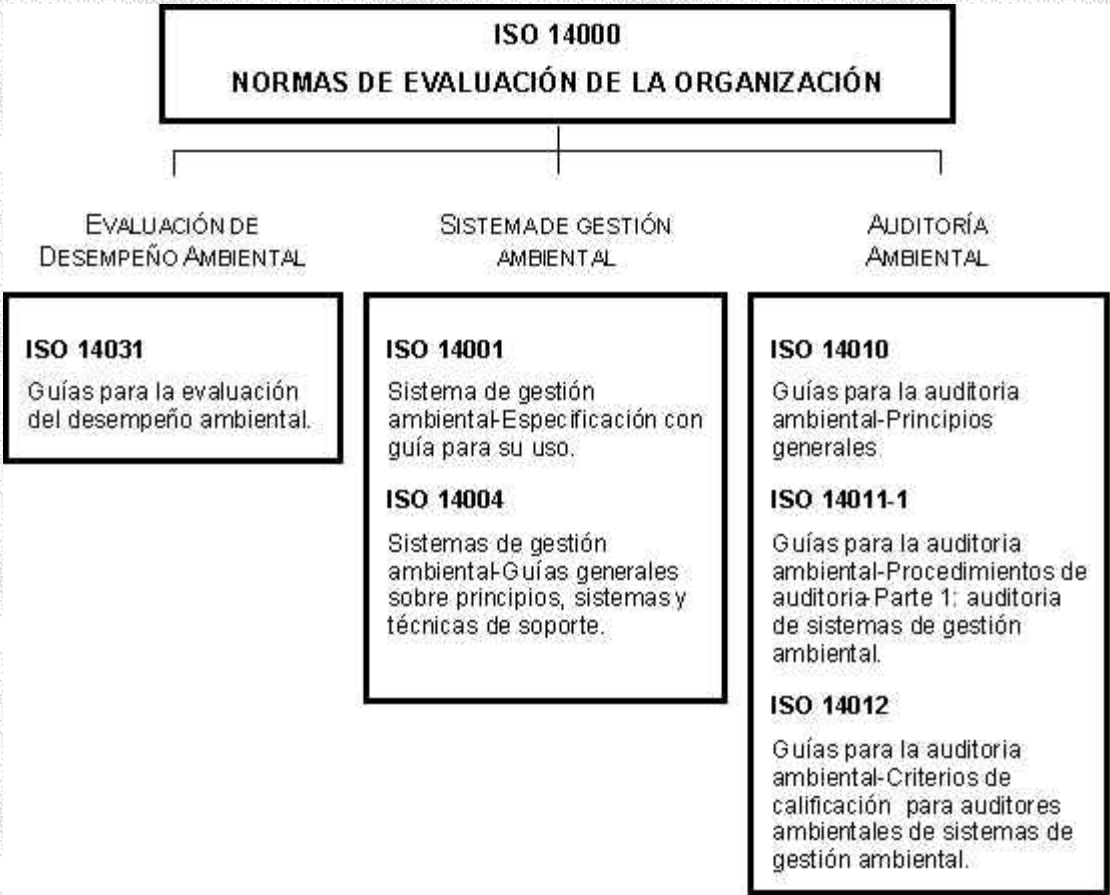 ISO 14000
NORMAS DE EVALUACIÓN DE LA ORGANIZACIÓN
EVALUACIÓN DE
DESEMPEÑO AMBIENTAL
ISO 14031
Guías para la evaluación
del desempeño ambiental.
SISTEMA DE GESTIÓN
AMBIENTAL
ISO 14001
Sistema de gestión
ambiental-Especificación con
guía para su uso.
ISO 14004
Sistemas de gestión
ambiental-Guías generales
sobre principios, sistemas y
técnicas de soporte.
AUDITORÍA
AMBIENTAL
ISO 14010
Guías para la auditoria
ambiental-Principios
generales.
ISO 14011-1
Guías para la auditoria
ambiental-Procedimientos de
auditoria-Parte 1: auditoria
de sistemas de gestión
ambiental.
ISO 14012
Guías para la auditoria
ambiental-Criterios de
calificación para auditores
ambientales de sistemas de
gestión ambiental.